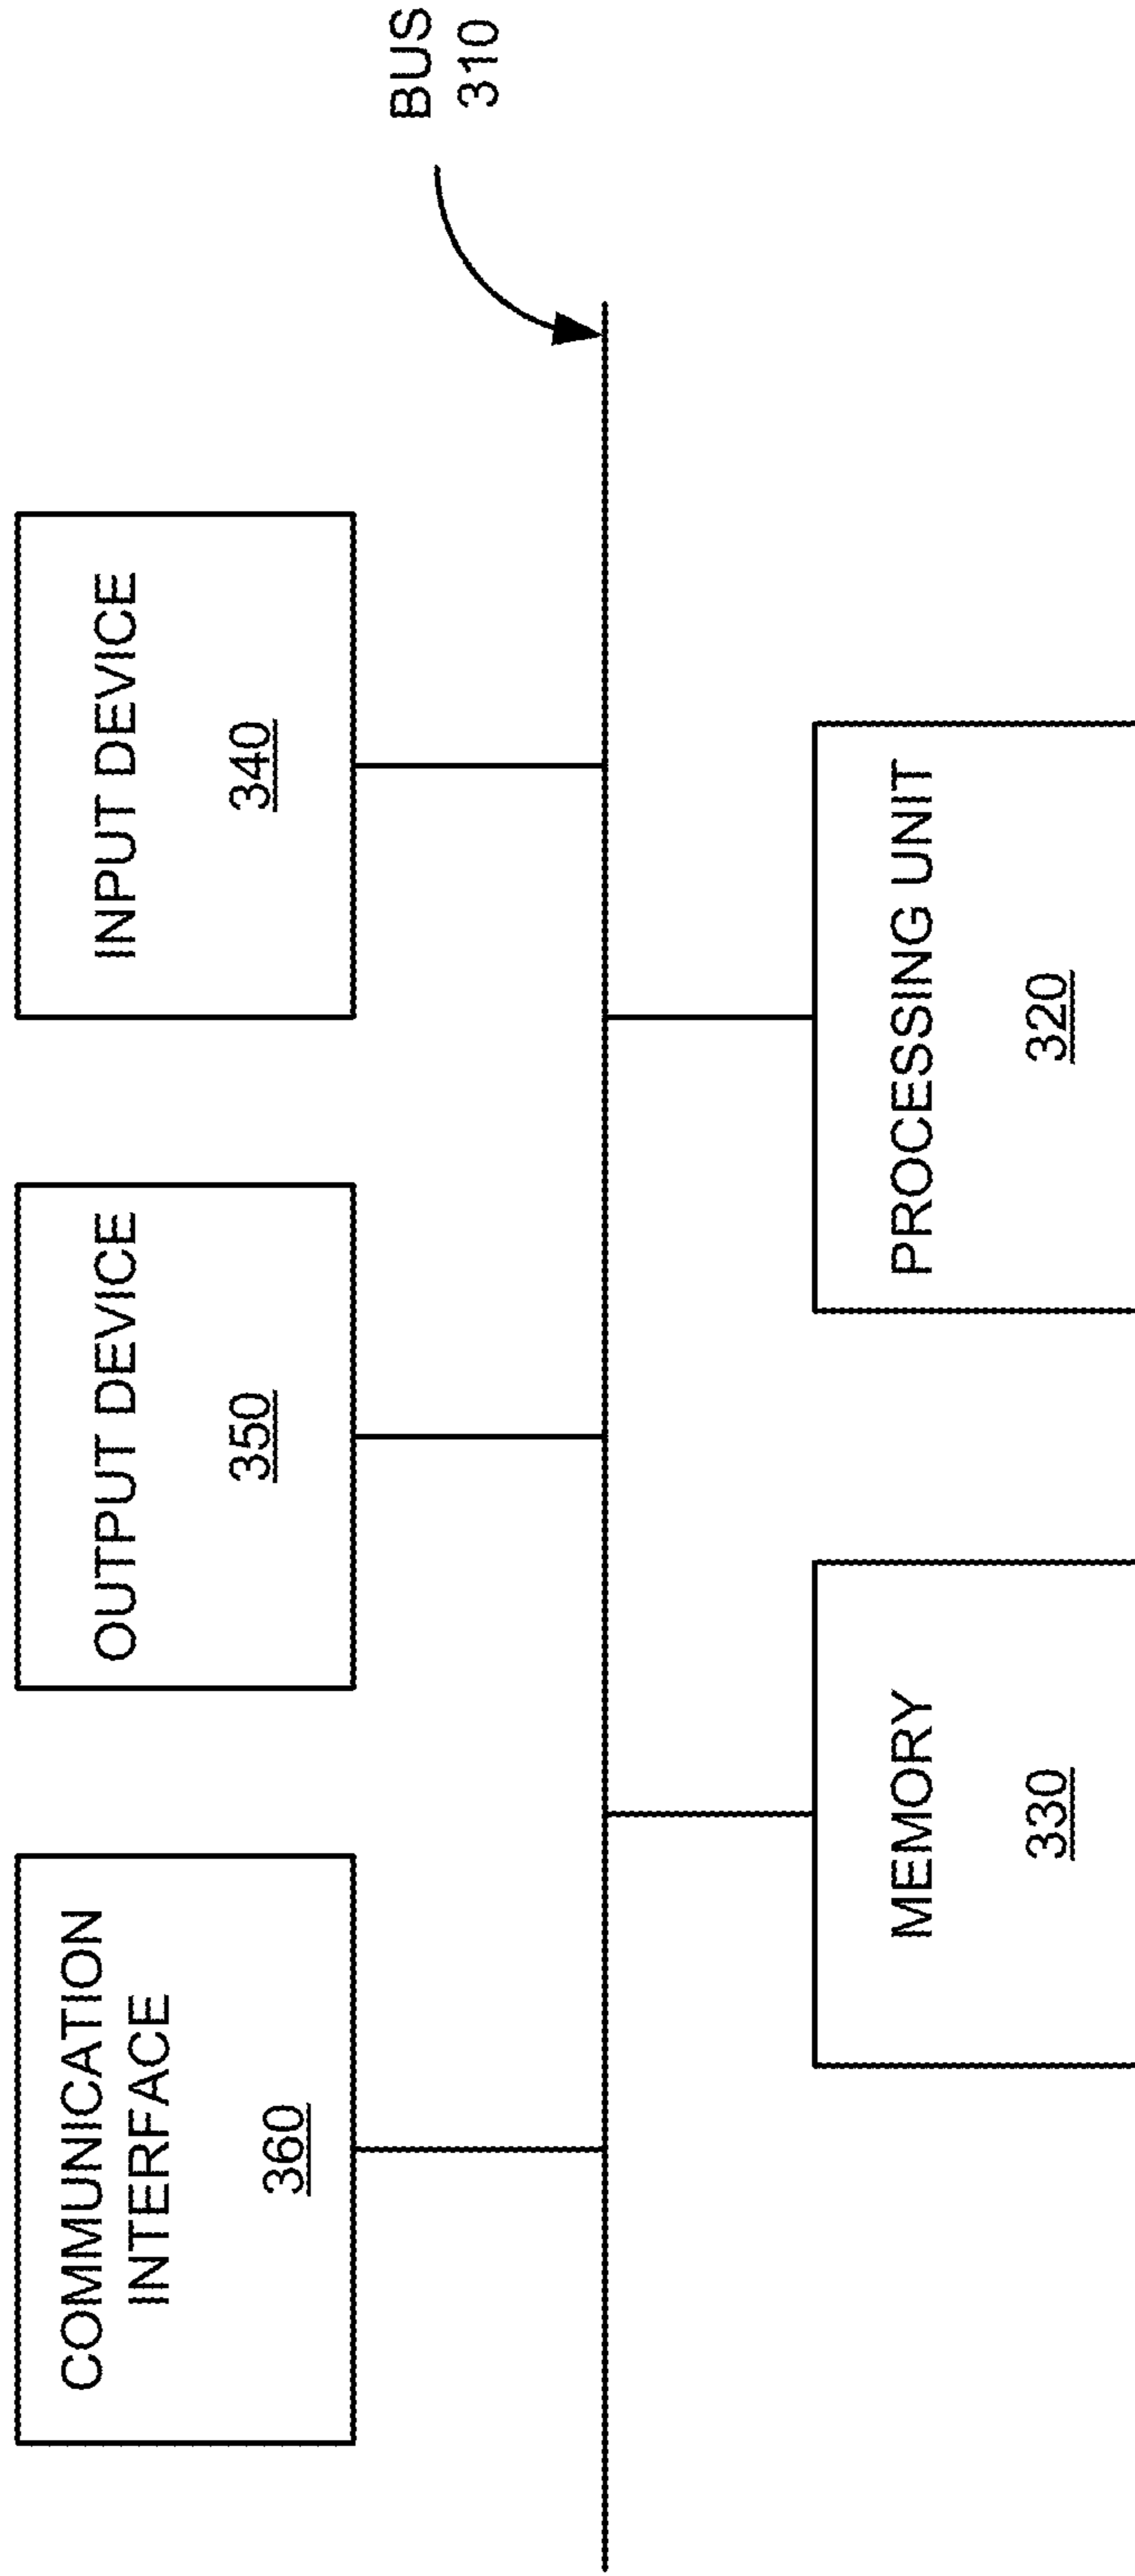 COMMUNICATION
INTERFACE
360
OUTPUT DEVICE
350
INPUT DEVICE
340
BUS
310
MEMORY
330
PROCESSING UNIT
320